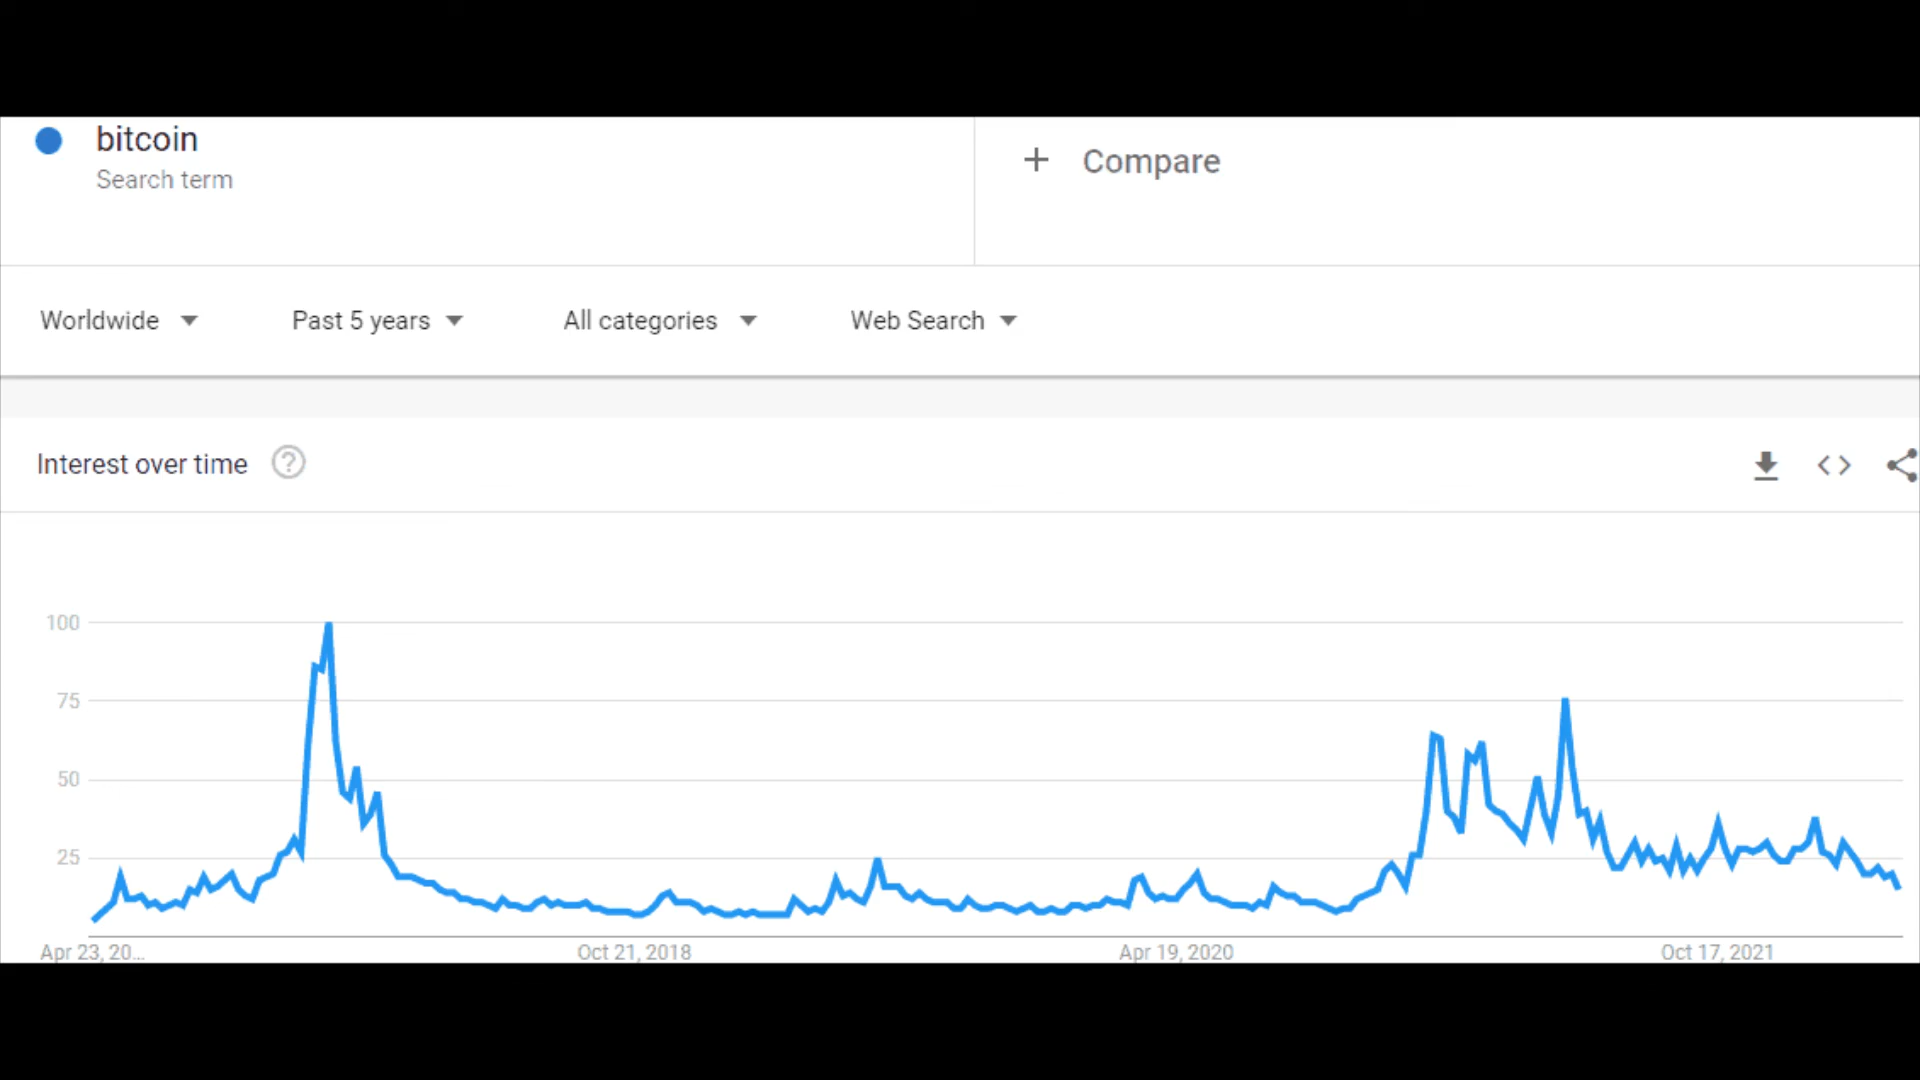 bitcoin
Search term
+ Compare
Worldwide
Past 5 years
All categories
Web Search
Interest over time ?
100
75
50
25
Apr 23, 20...
Oct 21, 2018
Apr 19, 2020
Oct 17, 2021